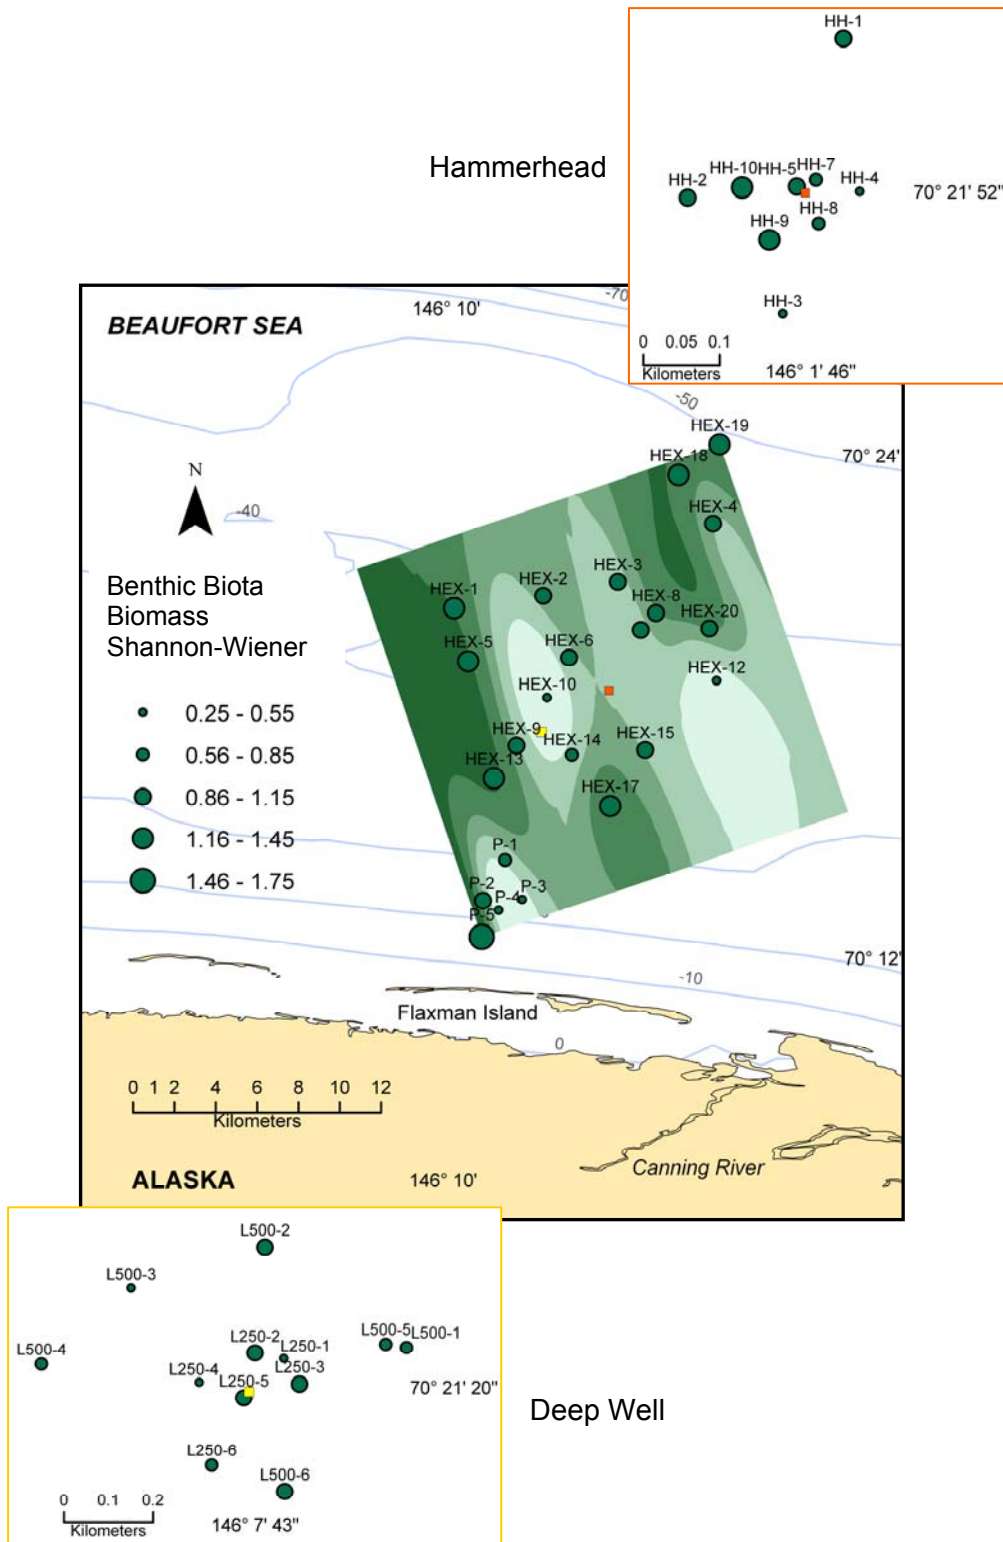 HH-1
Hammerhead
HH-10 HH-5 HH-7
HH-2 HH-4
70° 21' 52"
HH-8
HH-9
HH-3
0 0.05 0.1
Kilometers
146° 1' 46"
-70
146° 10'
BEAUFORT SEA
-50
HEX-19
70° 24'
HEX-18
N
HEX-4
-40
HEX-3
HEX-2
HEX-1
HEX-8
HEX-20
HEX-6
HEX-5
HEX-12
HEX-10
Benthic Biota
Biomass
Shannon-Wiener
0.25 - 0.55
0.56 - 0.85
0.86 - 1.15
1.16 - 1.45
1.46 - 1.75
HEX-9
HEX-14
HEX-15
HEX-13
HEX-17
P-1
P-2
P-3
P-4
P-5
70° 12'
-10
Flaxman Island
0
0 1 2 4 6 8 10 12
Kilometers
Canning River
ALASKA
146° 10'
L500-2
L500-3
L500-5 L500-1
L250-2
L250-1
L500-4
L250-4
L250-3
L250-5
70° 21' 20"
Deep Well
L250-6
L500-6
0 0.1 0.2
Kilometers
146° 7' 43"